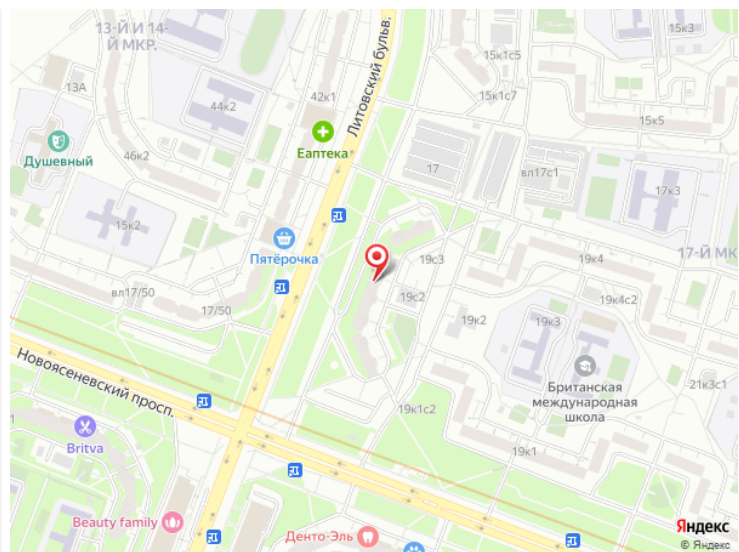 13-Й И 14-
Й МКР.
13А
44к2
42к1
Литовский бульв.
15к1с5
15к3
15к1с7
15к5
Еаптека
Душевный
46к2
17
вл17с1
17к3
15к2
Пятёрочка
19с3
19к4
17-Й МК
вл17/50
17/50
19с2
19к2
19к4с2
19к3
Новоясеневский просп.
Британская
международная
школа
21к3с1
19к1с2
19к1
Britva
Beauty family
Денто-Эль
Яндекс
© Яндекс